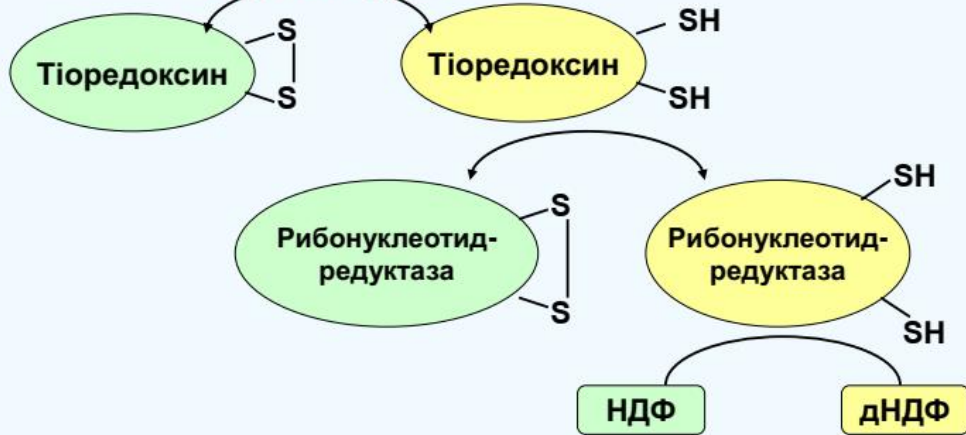 S
SH
Тіоредоксин
Тіоредоксин
S
SH
S
SH
Рибонуклеотид-
редуктаза
Рибонуклеотид-
редуктаза
S
SH
НДФ
дНДФ